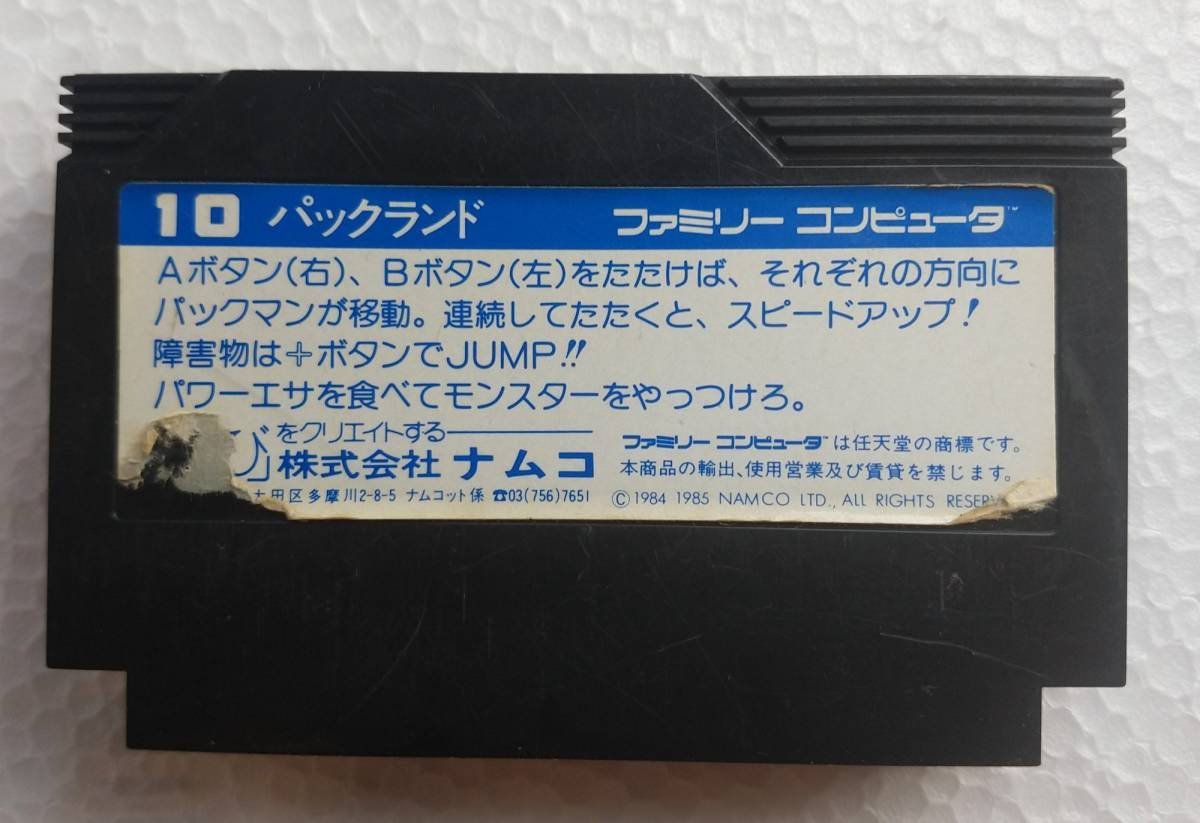 10 パックランド ファミリー コンピュータ™
Aボタン(右)、Bボタン(左)をたたけば、それぞれの方向に
パックマンが移動。連続してたたくと、スピードアップ!
障害物は+ボタンでJUMP!!
パワーエサを食べてモンスターをやっつけろ。
をクリエイトする
株式会社 ナムコ
田区多摩川2-8-5 ナムコット係 ☎03(756)7651
ファミリー コンピュータ™は任天堂の商標です。
本商品の輸出、使用営業及び賃貸を禁じます。
©1984 1985 NAMCO LTD., ALL RIGHTS